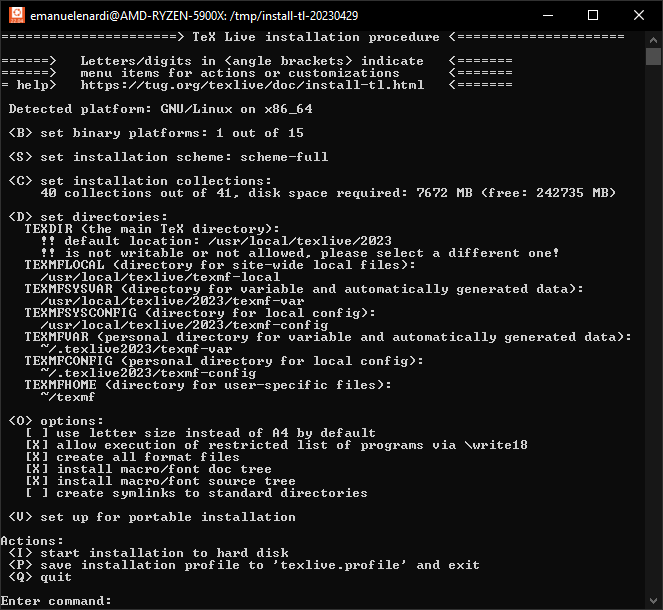 emanuelenardi@AMD-RYZEN-5900X: /tmp/install-tl-20230429
======================> TeX Live installation procedure <=====================
======>   Letters/digits in <angle brackets> indicate   <=======
======>   menu items for actions or customizations      <=======
= help>   https://tug.org/texlive/doc/install-tl.html   <=======
Detected platform: GNU/Linux on x86_64
<B> set binary platforms: 1 out of 15
<S> set installation scheme: scheme-full
<C> set installation collections:
40 collections out of 41, disk space required: 7672 MB (free: 242735 MB)
<D> set directories:
TEXDIR (the main TeX directory):
!! default location: /usr/local/texlive/2023
!! is not writable or not allowed, please select a different one!
TEXMFLOCAL (directory for site-wide local files):
/usr/local/texlive/texmf-local
TEXMFSYSVAR (directory for variable and automatically generated data):
/usr/local/texlive/2023/texmf-var
TEXMFSYSCONFIG (directory for local config):
/usr/local/texlive/2023/texmf-config
TEXMFVAR (personal directory for variable and automatically generated data):
~/.texlive2023/texmf-var
TEXMFCONFIG (personal directory for local config):
~/.texlive2023/texmf-config
TEXMFHOME (directory for user-specific files):
~/texmf
<O> options:
[ ] use letter size instead of A4 by default
[X] allow execution of restricted list of programs via \write18
[X] create all format files
[X] install macro/font doc tree
[X] install macro/font source tree
[ ] create symlinks to standard directories
<V> set up for portable installation
Actions:
<I> start installation to hard disk
<P> save installation profile to 'texlive.profile' and exit
<Q> quit
Enter command: